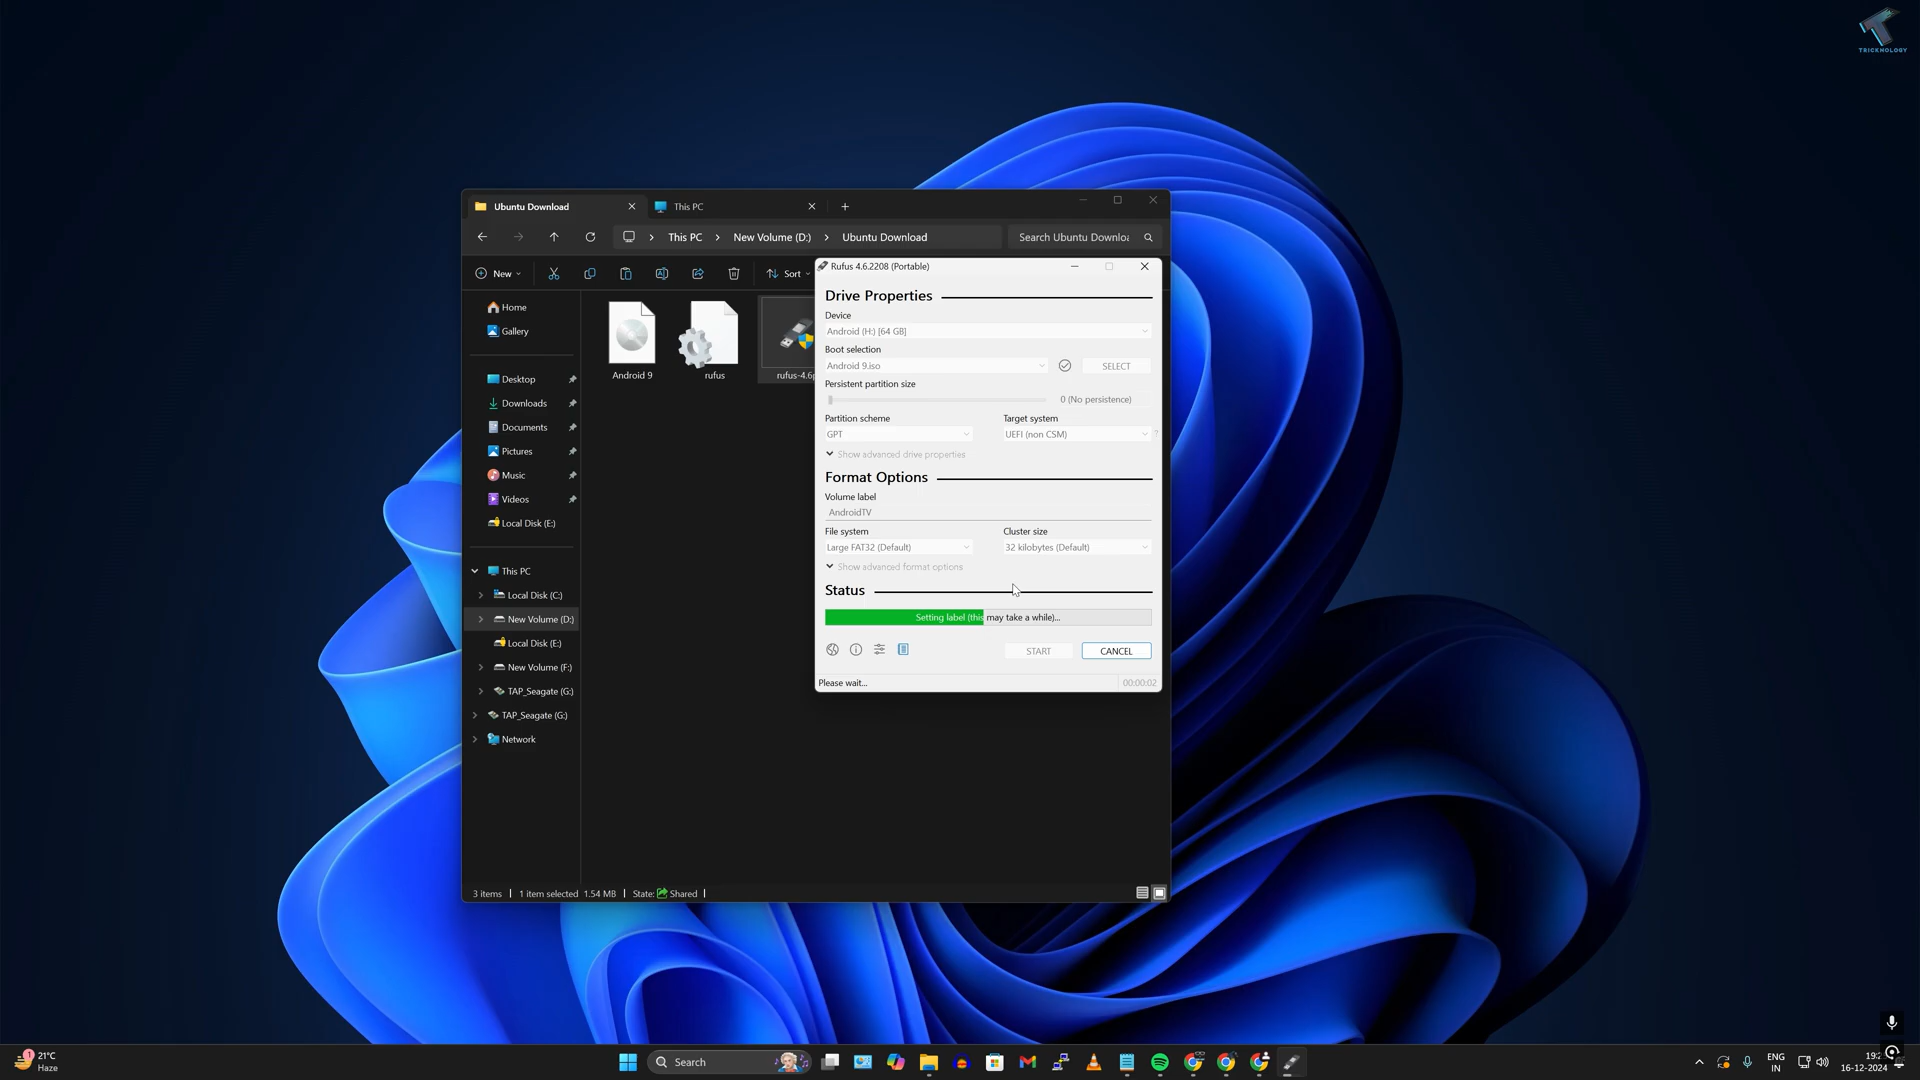 TRICKNOLOGY
Ubuntu Download
This PC
This PC
New Volume (D:)
Ubuntu Download
Search Ubuntu Downloa
New
Sort
Home
Gallery
Desktop
Downloads
Documents
Pictures
Music
Videos
Local Disk (E:)
This PC
Local Disk (C:)
New Volume (D:)
Local Disk (E:)
New Volume (F:)
TAP_Seagate (G:)
TAP_Seagate (G:)
Network
Android 9
rufus
rufus-4.6p
3 items
1 item selected 1.54 MB
State: Shared
Rufus 4.6.2208 (Portable)
Drive Properties
Device
Android (H:) [64 GB]
Boot selection
Android 9.iso
SELECT
Persistent partition size
0 (No persistence)
Partition scheme
Target system
GPT
UEFI (non CSM)
?
Show advanced drive properties
Format Options
Volume label
AndroidTV
File system
Cluster size
Large FAT32 (Default)
32 kilobytes (Default)
Show advanced format options
Status
Setting label (this may take a while)...
START
CANCEL
Please wait...
00:00:02
1
21°C
Haze
Search
ENG
IN
16-12-2024